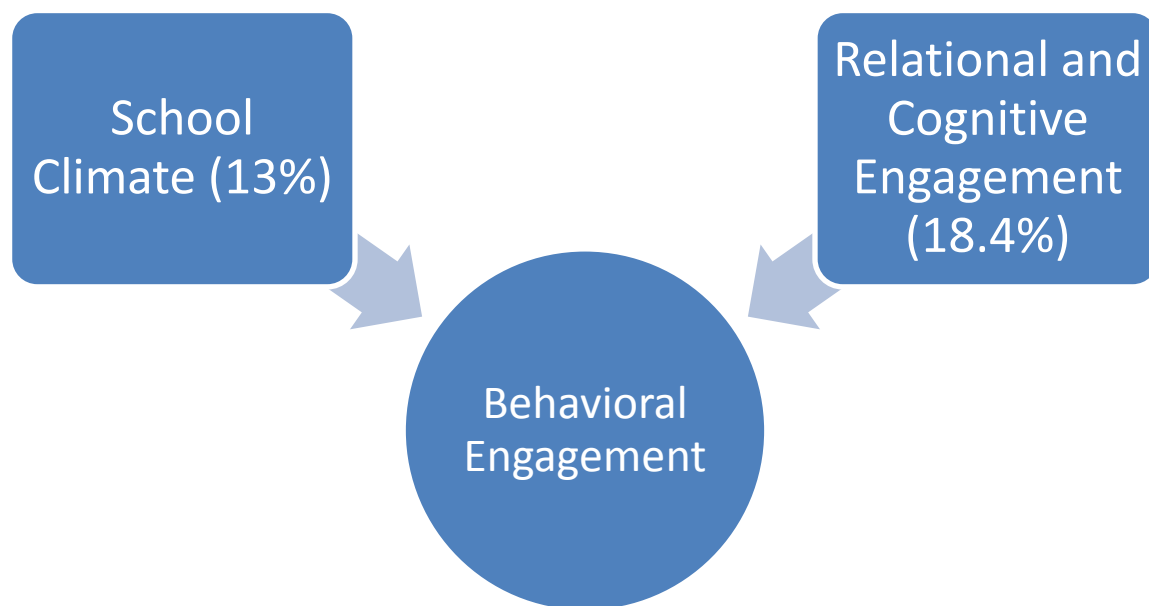 School
Climate (13%)
Relational and
Cognitive
Engagement
(18.4%)
Behavioral
Engagement